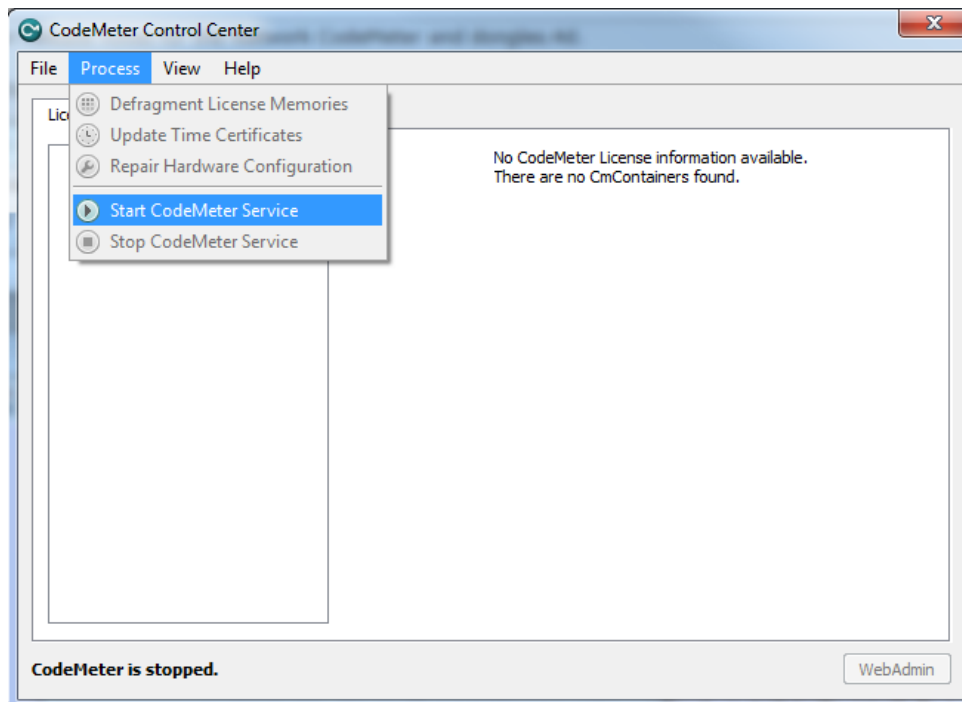 CodeMeter Control Center
File Process View Help
Lic
Defragment License Memories
Update Time Certificates
Repair Hardware Configuration
Start CodeMeter Service
Stop CodeMeter Service
No CodeMeter License information available.
There are no CmContainers found.
CodeMeter is stopped.
WebAdmin